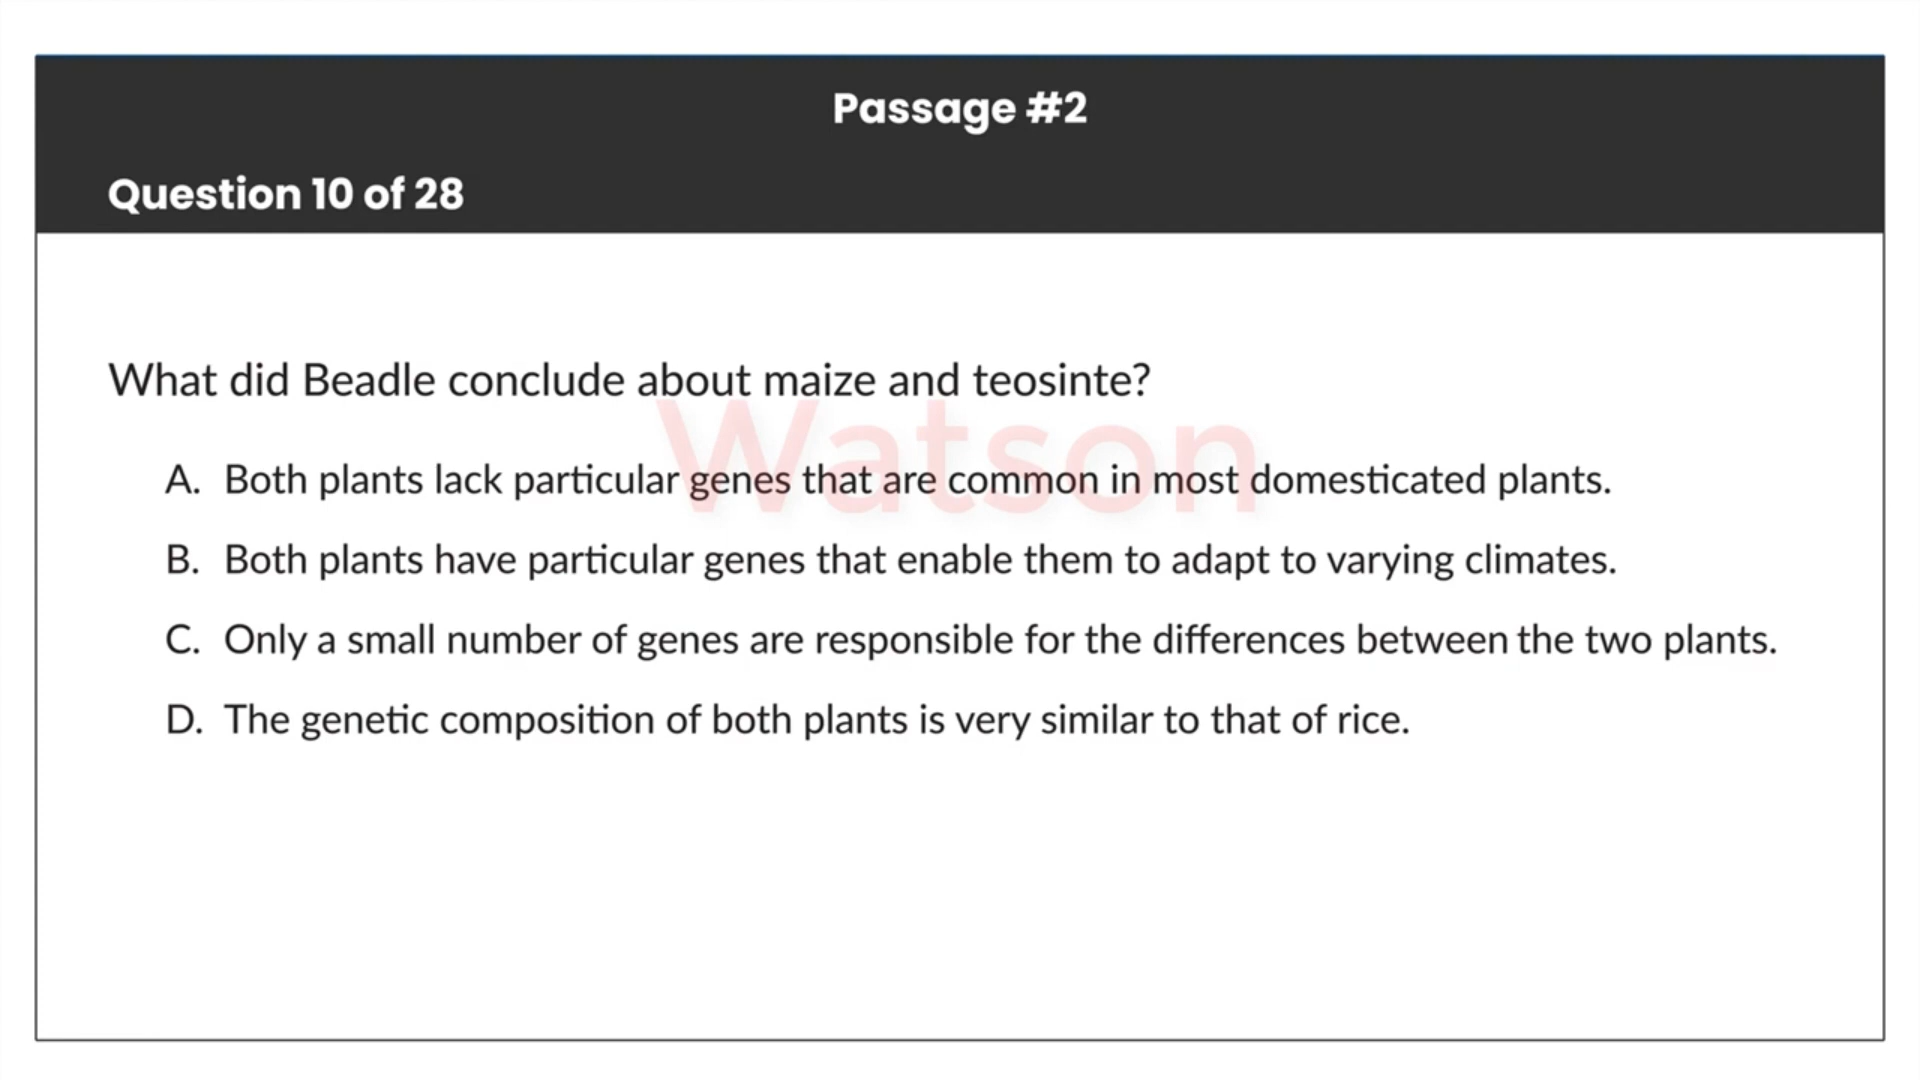 Passage #2
Question 10 of 28
What did Beadle conclude about maize and teosinte?
Watson
A. Both plants lack particular genes that are common in most domesticated plants.
B. Both plants have particular genes that enable them to adapt to varying climates.
C. Only a small number of genes are responsible for the differences between the two plants.
D. The genetic composition of both plants is very similar to that of rice.